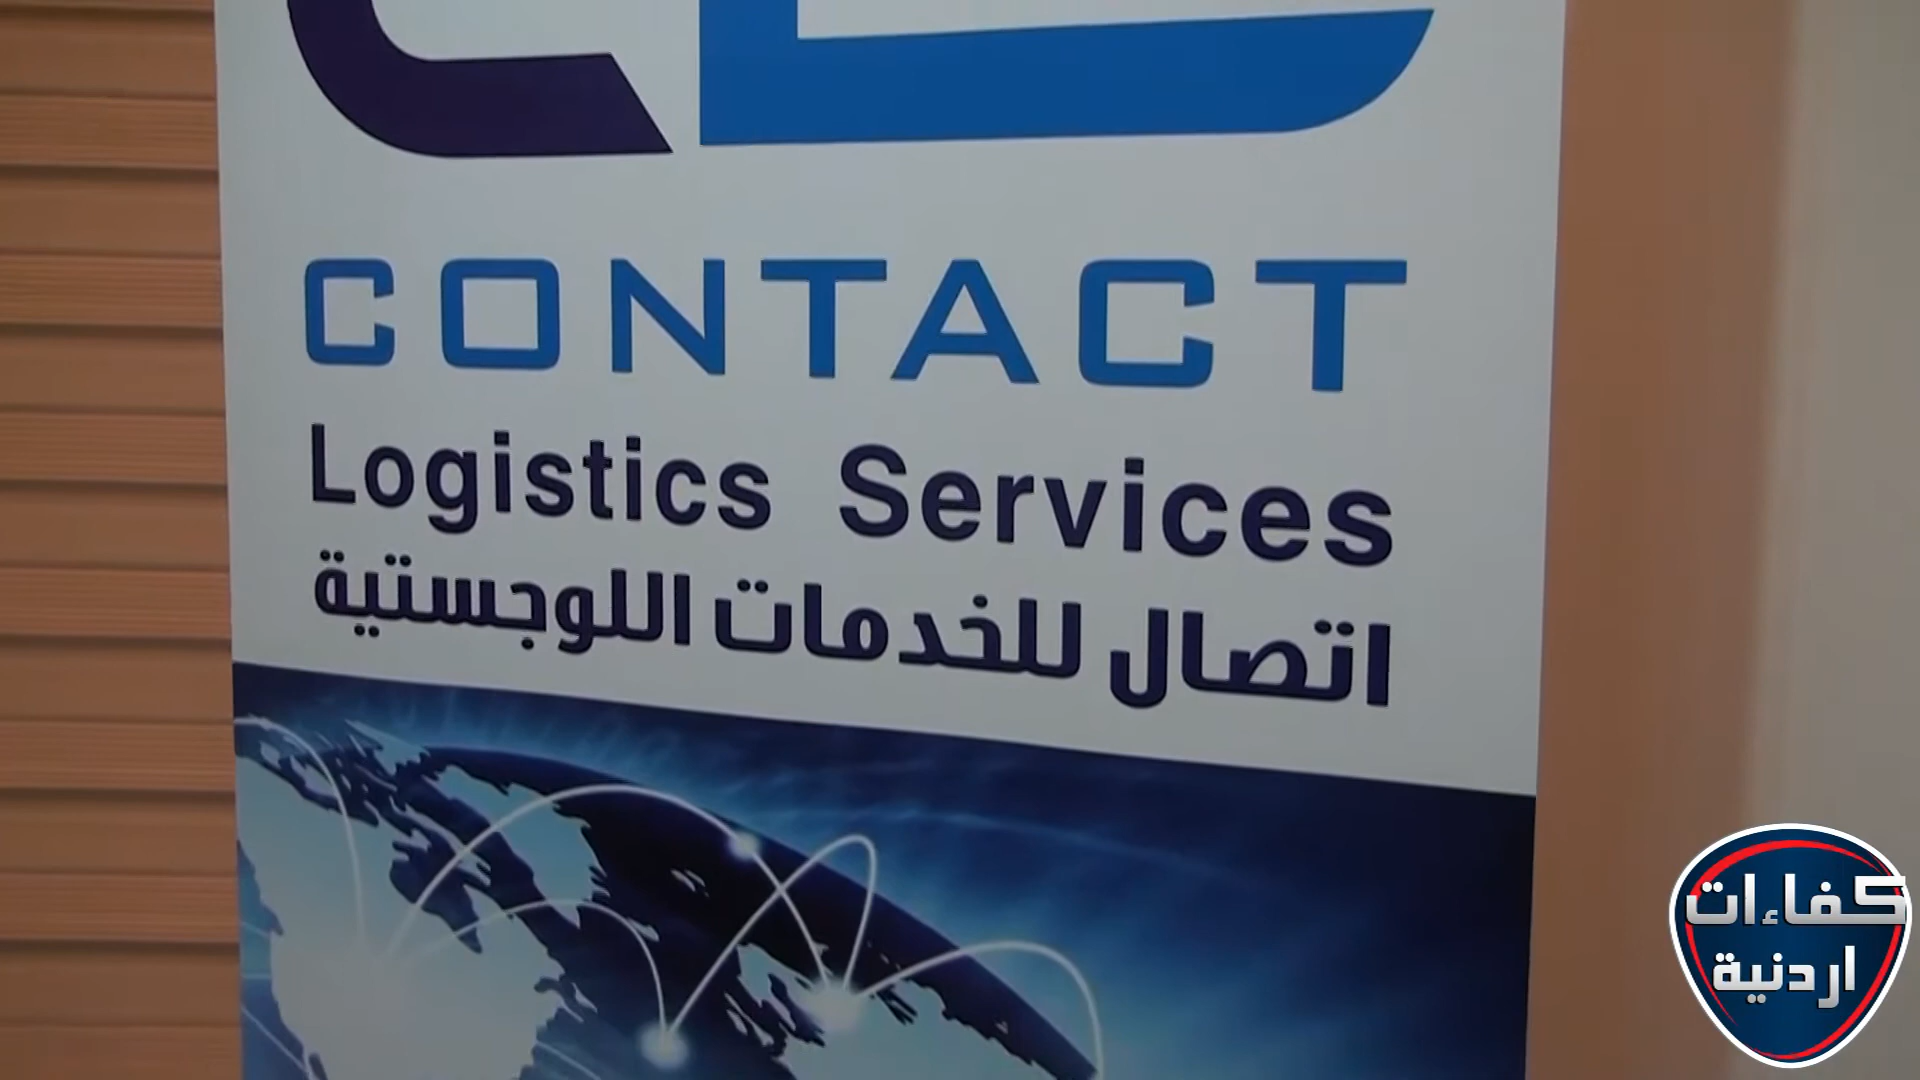 CONTACT
Logistics Services
اتصال للخدمات اللوجستية
كفاءات
اردنية